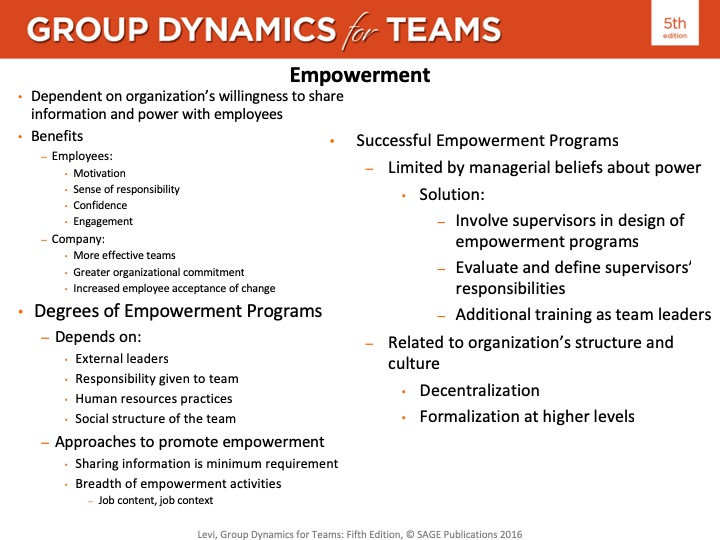 GROUP DYNAMICS for TEAMS
5th
edition
Empowerment
• Dependent on organization's willingness to share
information and power with employees
• Benefits
– Employees:
• Motivation
• Sense of responsibility
• Confidence
• Engagement
– Company:
• More effective teams
• Greater organizational commitment
• Increased employee acceptance of change
• Degrees of Empowerment Programs
– Depends on:
• External leaders
• Responsibility given to team
• Human resources practices
• Social structure of the team
– Approaches to promote empowerment
• Sharing information is minimum requirement
• Breadth of empowerment activities
– Job content, job context
• Successful Empowerment Programs
– Limited by managerial beliefs about power
• Solution:
– Involve supervisors in design of
empowerment programs
– Evaluate and define supervisors'
responsibilities
– Additional training as team leaders
– Related to organization's structure and
culture
• Decentralization
• Formalization at higher levels
Levi, Group Dynamics for Teams: Fifth Edition, © SAGE Publications 2016